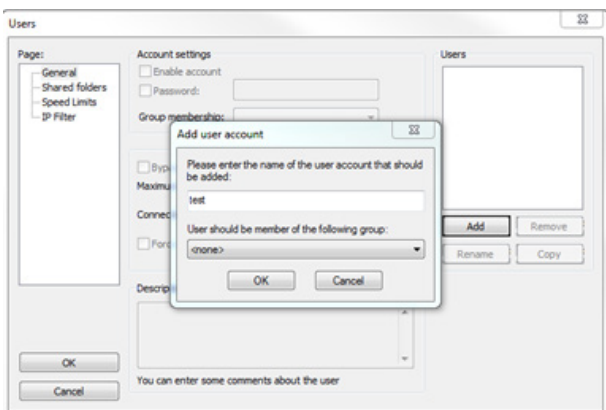 Users
Page:
General
Shared folders
Speed Limits
IP Filter
Account settings
Enable account
Password:
Group membership:
Users
Add user account
Please enter the name of the user account that should
be added:
test
User should be member of the following group:
<none>
OK
Cancel
Add
Remove
Rename
Copy
You can enter some comments about the user
OK
Cancel